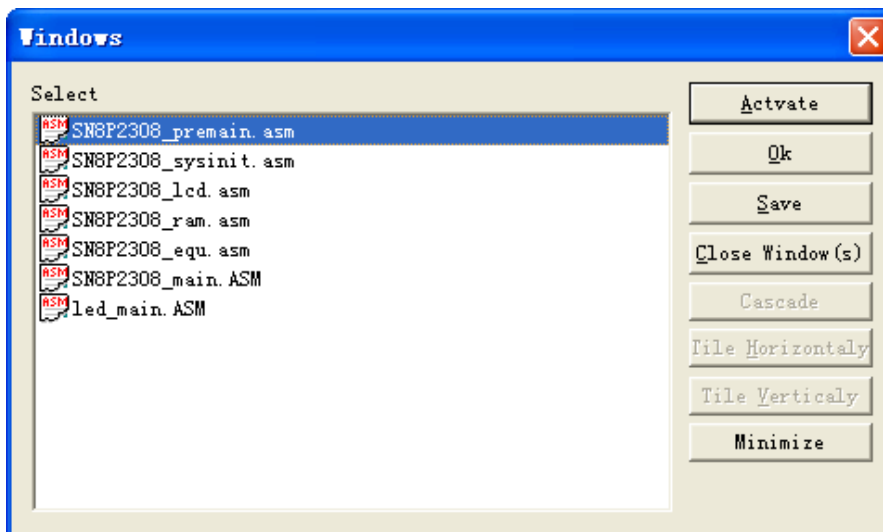 Windows
Select
SN8P2308_premain.asm
SN8P2308_sysinit.asm
SN8P2308_lcd.asm
SN8P2308_ram.asm
SN8P2308_equ.asm
SN8P2308_main.ASM
led_main.ASM
Actvate
Ok
Save
Close Window(s)
Cascade
Tile Horizontaly
Tile Verticaly
Minimize